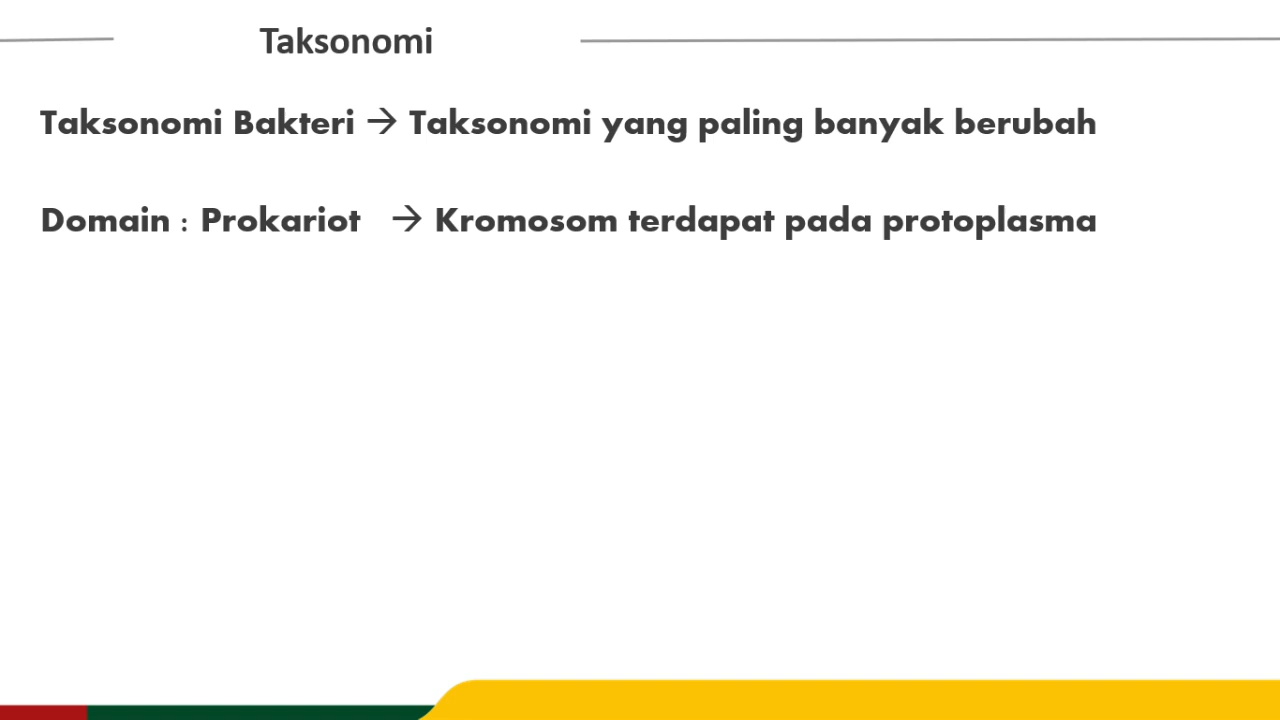 Taksonomi
Taksonomi Bakteri → Taksonomi yang paling banyak berubah
Domain : Prokariot → Kromosom terdapat pada protoplasma